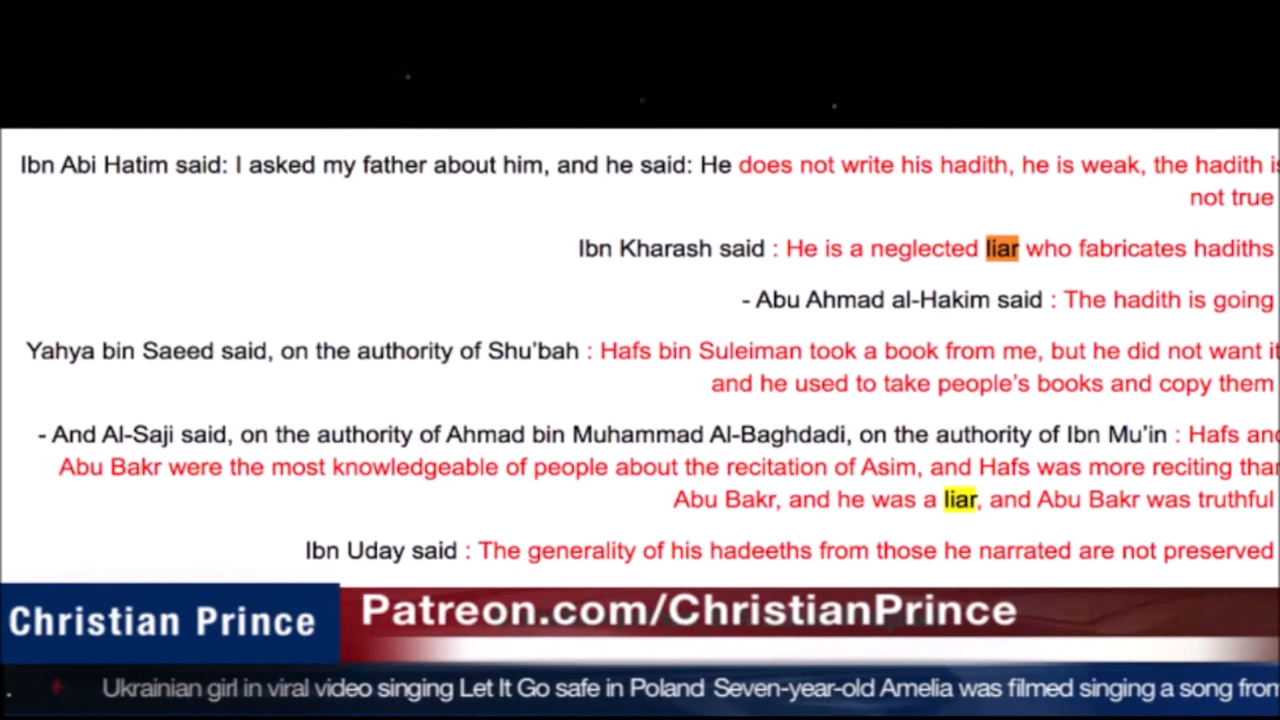 Ibn Abi Hatim said: I asked my father about him, and he said: He does not write his hadith, he is weak, the hadith is
not true
Ibn Kharash said : He is a neglected liar who fabricates hadiths
- Abu Ahmad al-Hakim said : The hadith is going
Yahya bin Saeed said, on the authority of Shu'bah : Hafs bin Suleiman took a book from me, but he did not want it
and he used to take people's books and copy them
- And Al-Saji said, on the authority of Ahmad bin Muhammad Al-Baghdadi, on the authority of Ibn Mu'in : Hafs and
Abu Bakr were the most knowledgeable of people about the recitation of Asim, and Hafs was more reciting than
Abu Bakr, and he was a liar, and Abu Bakr was truthful
Ibn Uday said : The generality of his hadeeths from those he narrated are not preserved
Christian Prince
Patreon.com/ChristianPrince
. Ukrainian girl in viral video singing Let It Go safe in Poland Seven-year-old Amelia was filmed singing a song from